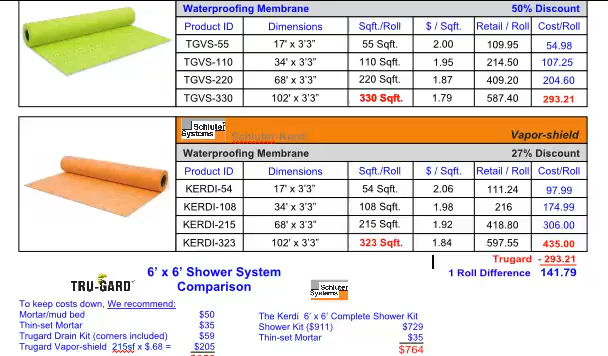 Waterproofing Membrane 50% Discount
Product ID Dimensions Sqft./Roll $ / Sqft. Retail / Roll Cost/Roll
TGVS-55 17' x 3'3” 55 Sqft. 2.00 109.95 54.98
TGVS-110 34' x 3'3” 110 Sqft. 1.95 214.50 107.25
TGVS-220 68' x 3'3” 220 Sqft. 1.87 409.20 204.60
TGVS-330 102' x 3'3” 330 Sqft. 1.79 587.40 293.21
Schluter Systems Schluter-Kerdi Vapor-shield
Waterproofing Membrane 27% Discount
Product ID Dimensions Sqft./Roll $ / Sqft. Retail / Roll Cost/Roll
KERDI-54 17' x 3'3” 54 Sqft. 2.06 111.24 97.99
KERDI-108 34' x 3'3” 108 Sqft. 1.98 216 174.99
KERDI-215 68' x 3'3” 215 Sqft. 1.92 418.80 306.00
KERDI-323 102' x 3'3” 323 Sqft. 1.84 597.55 435.00
Trugard - 293.21
1 Roll Difference 141.79
6’ x 6’ Shower System
Comparison
TRU-GARD
Schluter Systems
To keep costs down, We recommend:
Mortar/mud bed $50
Thin-set Mortar $35
Trugard Drain Kit (corners included) $59
Trugard Vapor-shield 215sf x $.68 = $205
The Kerdi 6’ x 6’ Complete Shower Kit
Shower Kit ($911) $729
Thin-set Mortar $35
$764